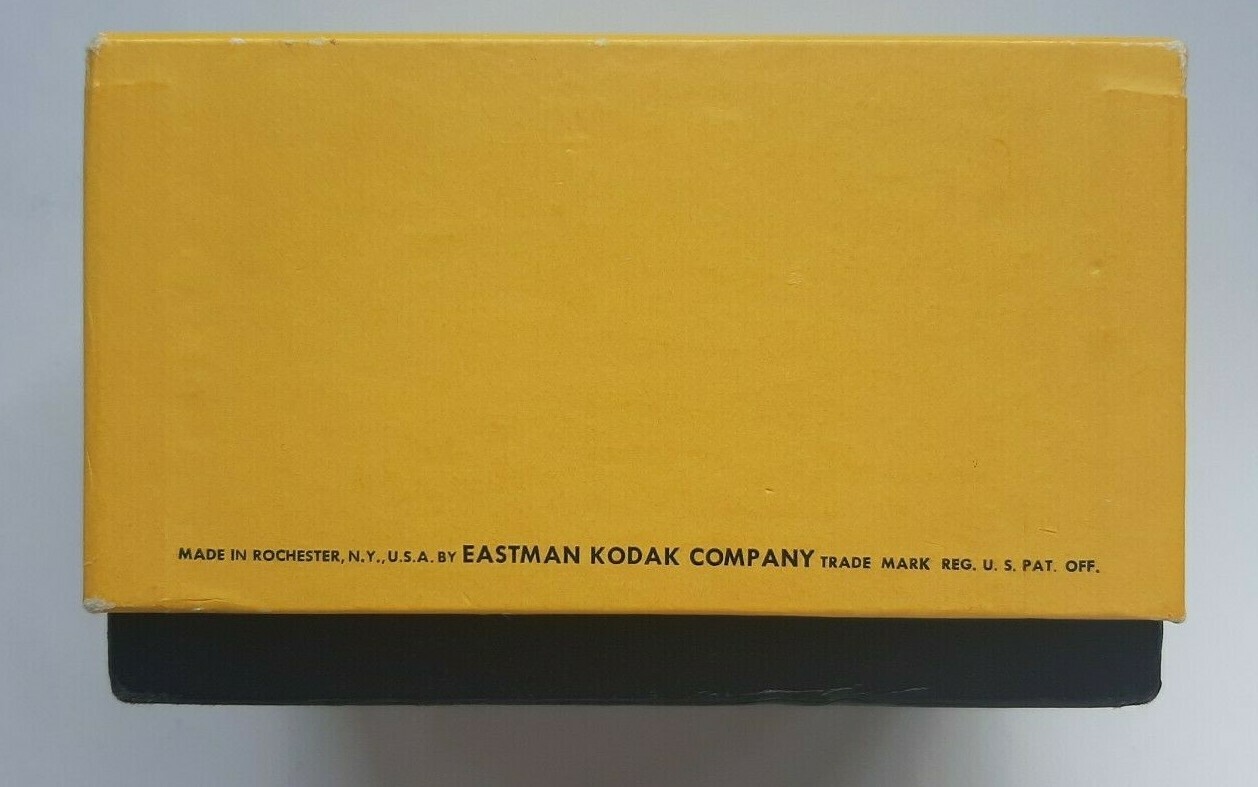 MADE IN ROCHESTER, N.Y., U.S.A. BY EASTMAN KODAK COMPANY TRADE MARK REG. U. S. PAT. OFF.